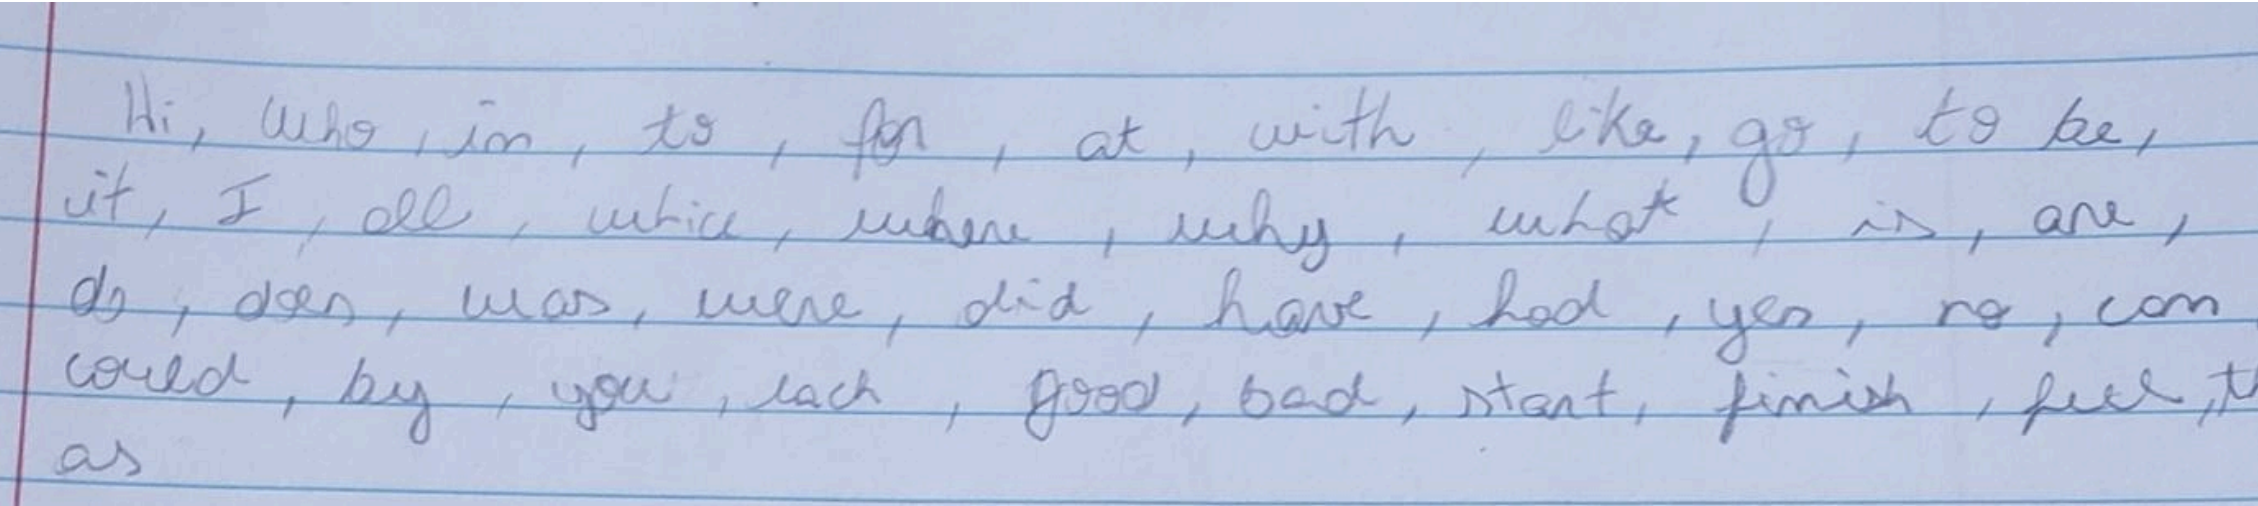 Hi, who, in, to, for, at, with, like, go, to be,
it, I, all, whice, where, why, what, is, are,
do, does, was, were, did, have, had, yes, no, can
could, by, you, each, good, bad, start, finish, feel,
as